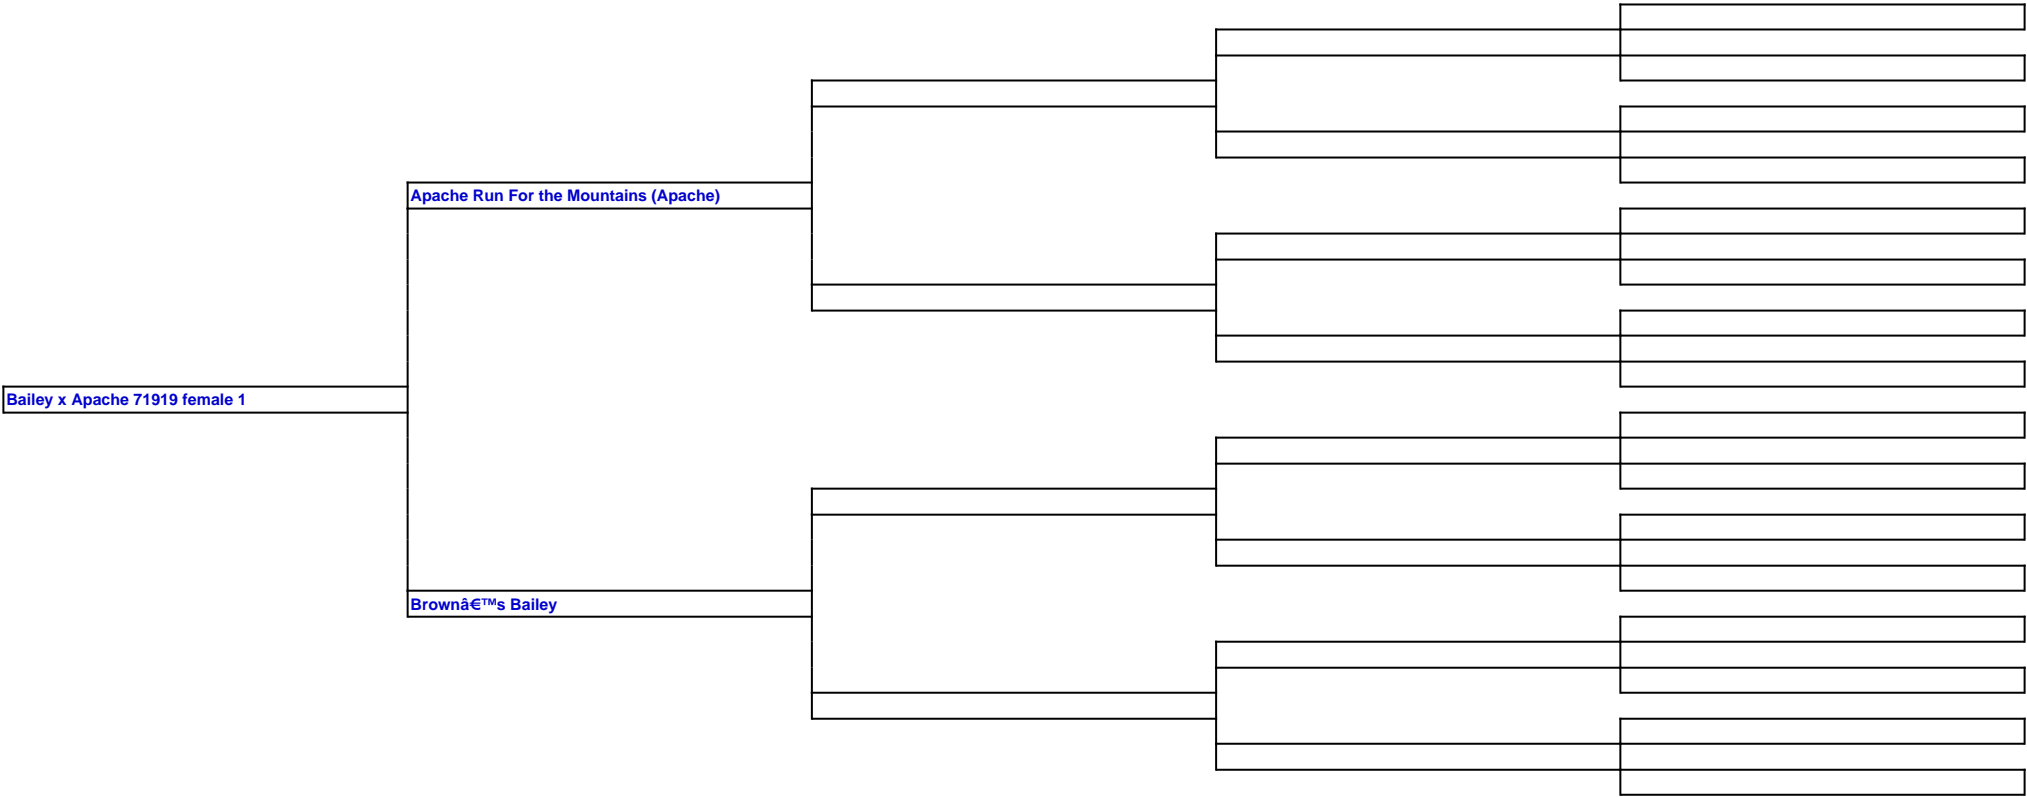 Apache Run For the Mountains (Apache)
Bailey x Apache 71919 female 1
Brownâ€™s Bailey